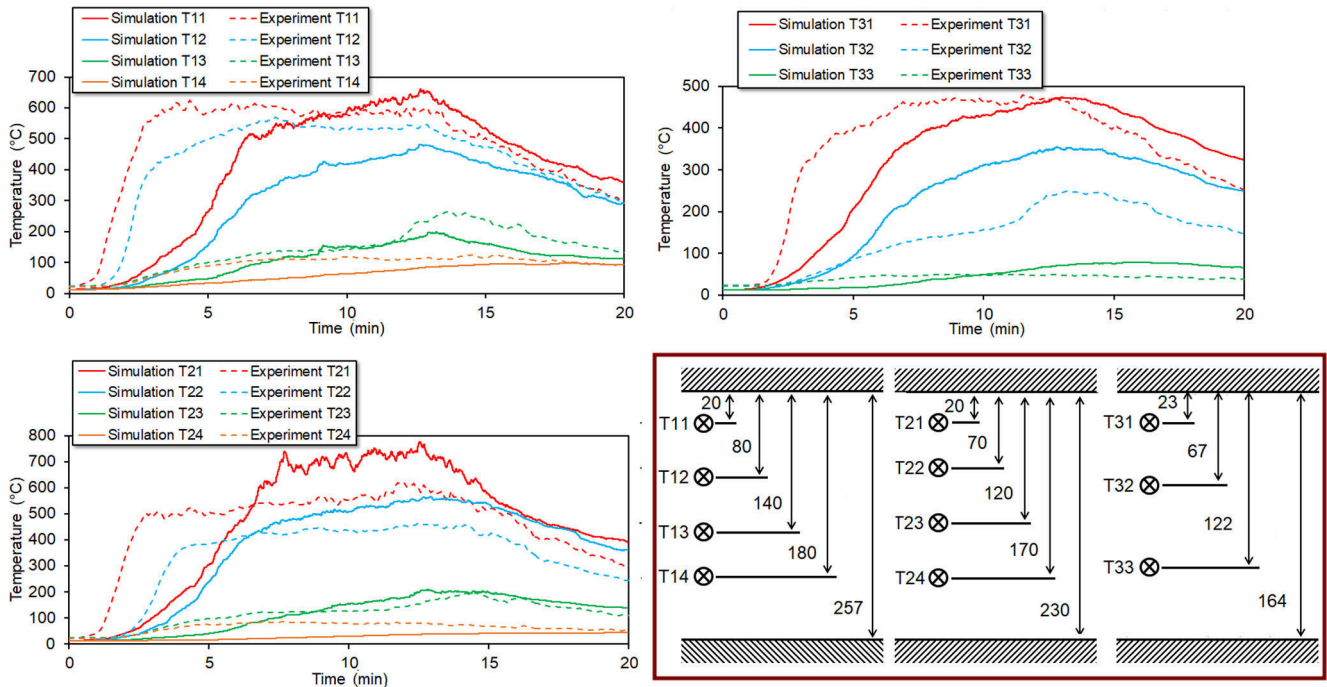 Simulation T11 Experiment T11
Simulation T12 Experiment T12
Simulation T13 Experiment T13
Simulation T14 Experiment T14
700
600
500
400
300
200
100
0
Temperature (°C)
0 5 10 15 20
Time (min)
Simulation T31 Experiment T31
Simulation T32 Experiment T32
Simulation T33 Experiment T33
500
400
300
200
100
0
Temperature (°C)
0 5 10 15 20
Time (min)
Simulation T21 Experiment T21
Simulation T22 Experiment T22
Simulation T23 Experiment T23
Simulation T24 Experiment T24
800
700
600
500
400
300
200
100
0
Temperature (°C)
0 5 10 15 20
Time (min)
20
T11
80
T12
140
T13
180
T14
257
20
T21
70
T22
120
T23
170
T24
230
23
T31
67
T32
122
T33
164